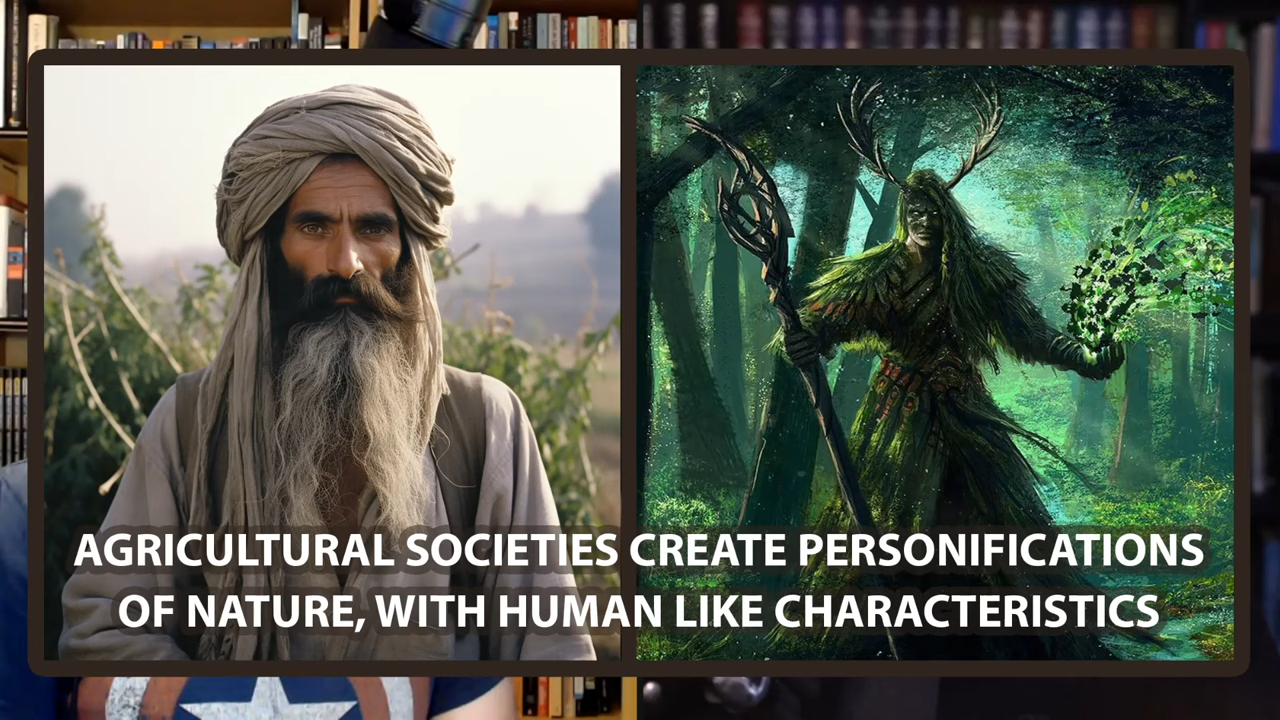 AGRICULTURAL SOCIETIES CREATE PERSONIFICATIONS
OF NATURE, WITH HUMAN LIKE CHARACTERISTICS